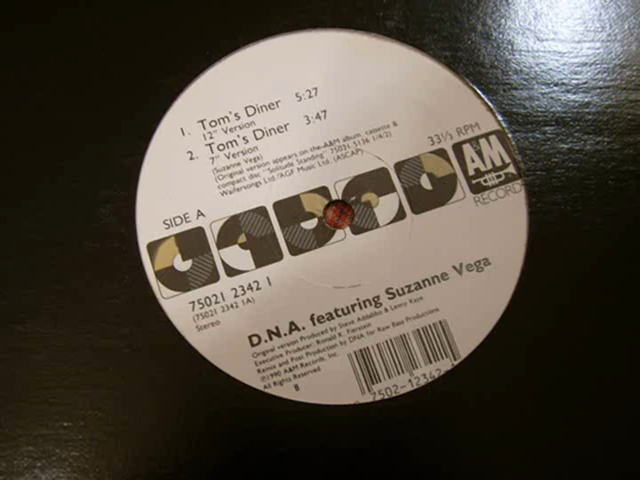 1. Tom's Diner 5:27
12" Version
2. Tom's Diner 3:47
7" Version
(Suzanne Vega)
(Original version appears on the A&M album, cassette &
compact disc "Solitude Standing" 75021 5136 1/4/2)
Waifersongs Ltd./AGF Music Ltd. (ASCAP)
33⅓ RPM
A&M
RECORDS
SIDE A
75021 2342 1
(75021 2342 1A)
Stereo
D.N.A. featuring Suzanne Vega
Original version Produced by Steve Addabbo & Lenny Kaye
Executive Producer: Ronald K. Fierstein
Remix and Post Production by DNA for Raw Bass Productions
℗1990 A&M Records, Inc.
All Rights Reserved
B
7502-12342-